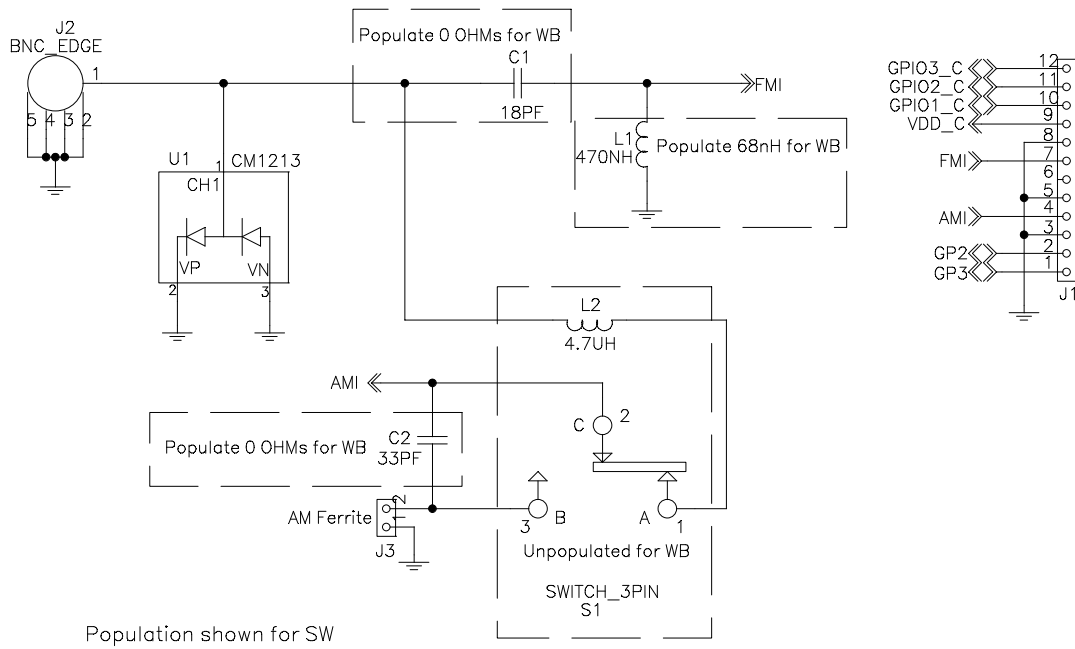 J2
BNC_EDGE
1
5 4 3 2
Populate 0 OHMs for WB
C1
18PF
FMI
L1
470NH
Populate 68nH for WB
U1
CM1213
1
CH1
VP
VN
2
3
GPIO3_C
GPIO2_C
GPIO1_C
VDD_C
FMI
AMI
GP2
GP3
12
11
10
9
8
7
6
5
4
3
2
1
J1
L2
4.7UH
AMI
C
2
Populate 0 OHMs for WB
C2
33PF
AM Ferrite
1
2
J3
3
B
A
1
Unpopulated for WB
SWITCH_3PIN
S1
Population shown for SW